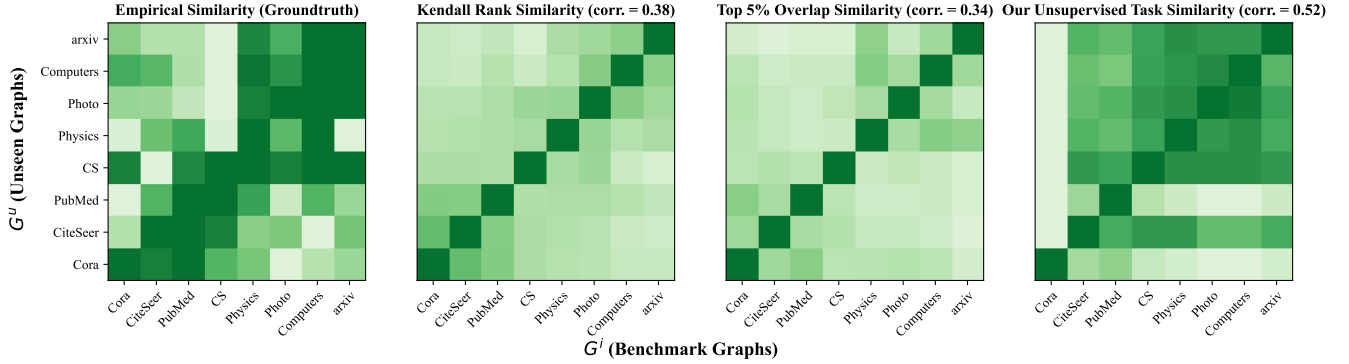 Empirical Similarity (Groundtruth)
Kendall Rank Similarity (corr. = 0.38)
Top 5% Overlap Similarity (corr. = 0.34)
Our Unsupervised Task Similarity (corr. = 0.52)
G^u (Unseen Graphs)
arxiv
Computers
Photo
Physics
CS
PubMed
CiteSeer
Cora
Cora CiteSeer PubMed CS Physics Photo Computers arxiv
Cora CiteSeer PubMed CS Physics Photo Computers arxiv
Cora CiteSeer PubMed CS Physics Photo Computers arxiv
Cora CiteSeer PubMed CS Physics Photo Computers arxiv
G^i (Benchmark Graphs)